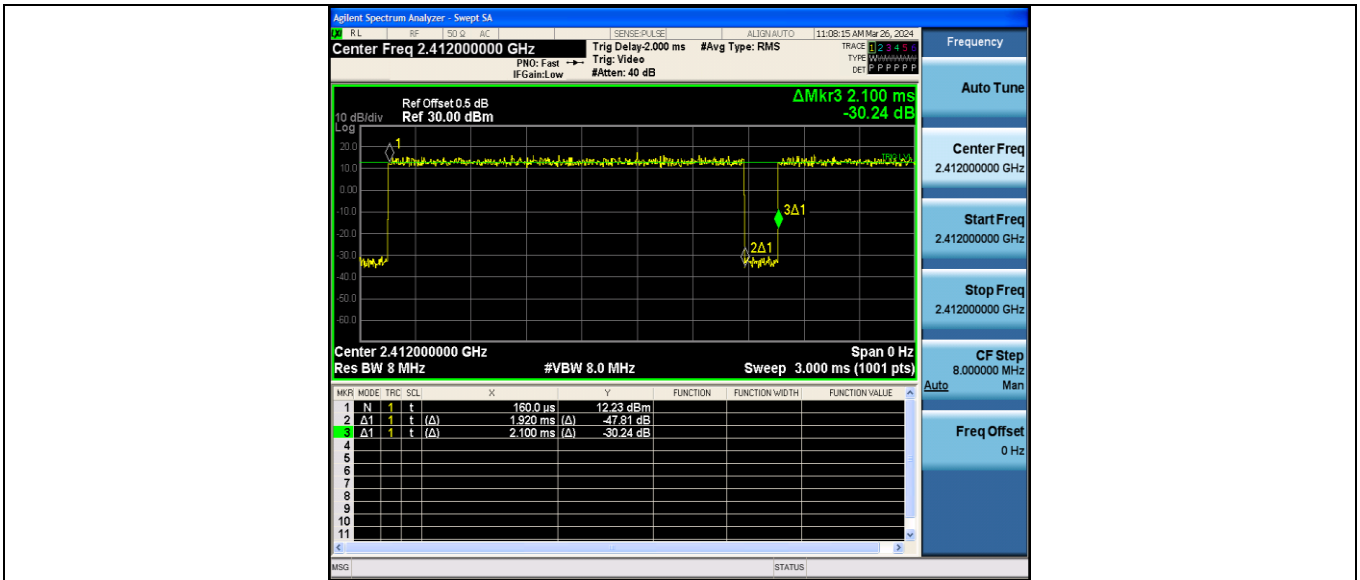 Agilent Spectrum Analyzer - Swept SA
RL RF 50 Ω AC SENSE:PULSE ALIGNAUTO 11:08:15 AM Mar 26, 2024
Center Freq 2.412000000 GHz
PNO: Fast
IFGain:Low
Trig Delay-2.000 ms
Trig: Video
#Atten: 40 dB
#Avg Type: RMS
TRACE 1 2 3 4 5 6
TYPE W
DET P P P P P P
ΔMkr3 2.100 ms
-30.24 dB
Ref Offset 0.5 dB
10 dB/div Ref 30.00 dBm
Log
20.0
10.0
0.00
-10.0
-20.0
-30.0
-40.0
-50.0
-60.0
1
TRIG LVL
3Δ1
2Δ1
Center 2.412000000 GHz Span 0 Hz
Res BW 8 MHz #VBW 8.0 MHz Sweep 3.000 ms (1001 pts)
MKR MODE TRC SCL X Y FUNCTION FUNCTION WIDTH FUNCTION VALUE
1 N 1 t 160.0 us 12.23 dBm
2 Δ1 1 t (Δ) 1.920 ms (Δ) -47.81 dB
3 Δ1 1 t (Δ) 2.100 ms (Δ) -30.24 dB
4
5
6
7
8
9
10
11
MSG STATUS
Frequency
Auto Tune
Center Freq
2.412000000 GHz
Start Freq
2.412000000 GHz
Stop Freq
2.412000000 GHz
CF Step
8.000000 MHz
Auto Man
Freq Offset
0 Hz